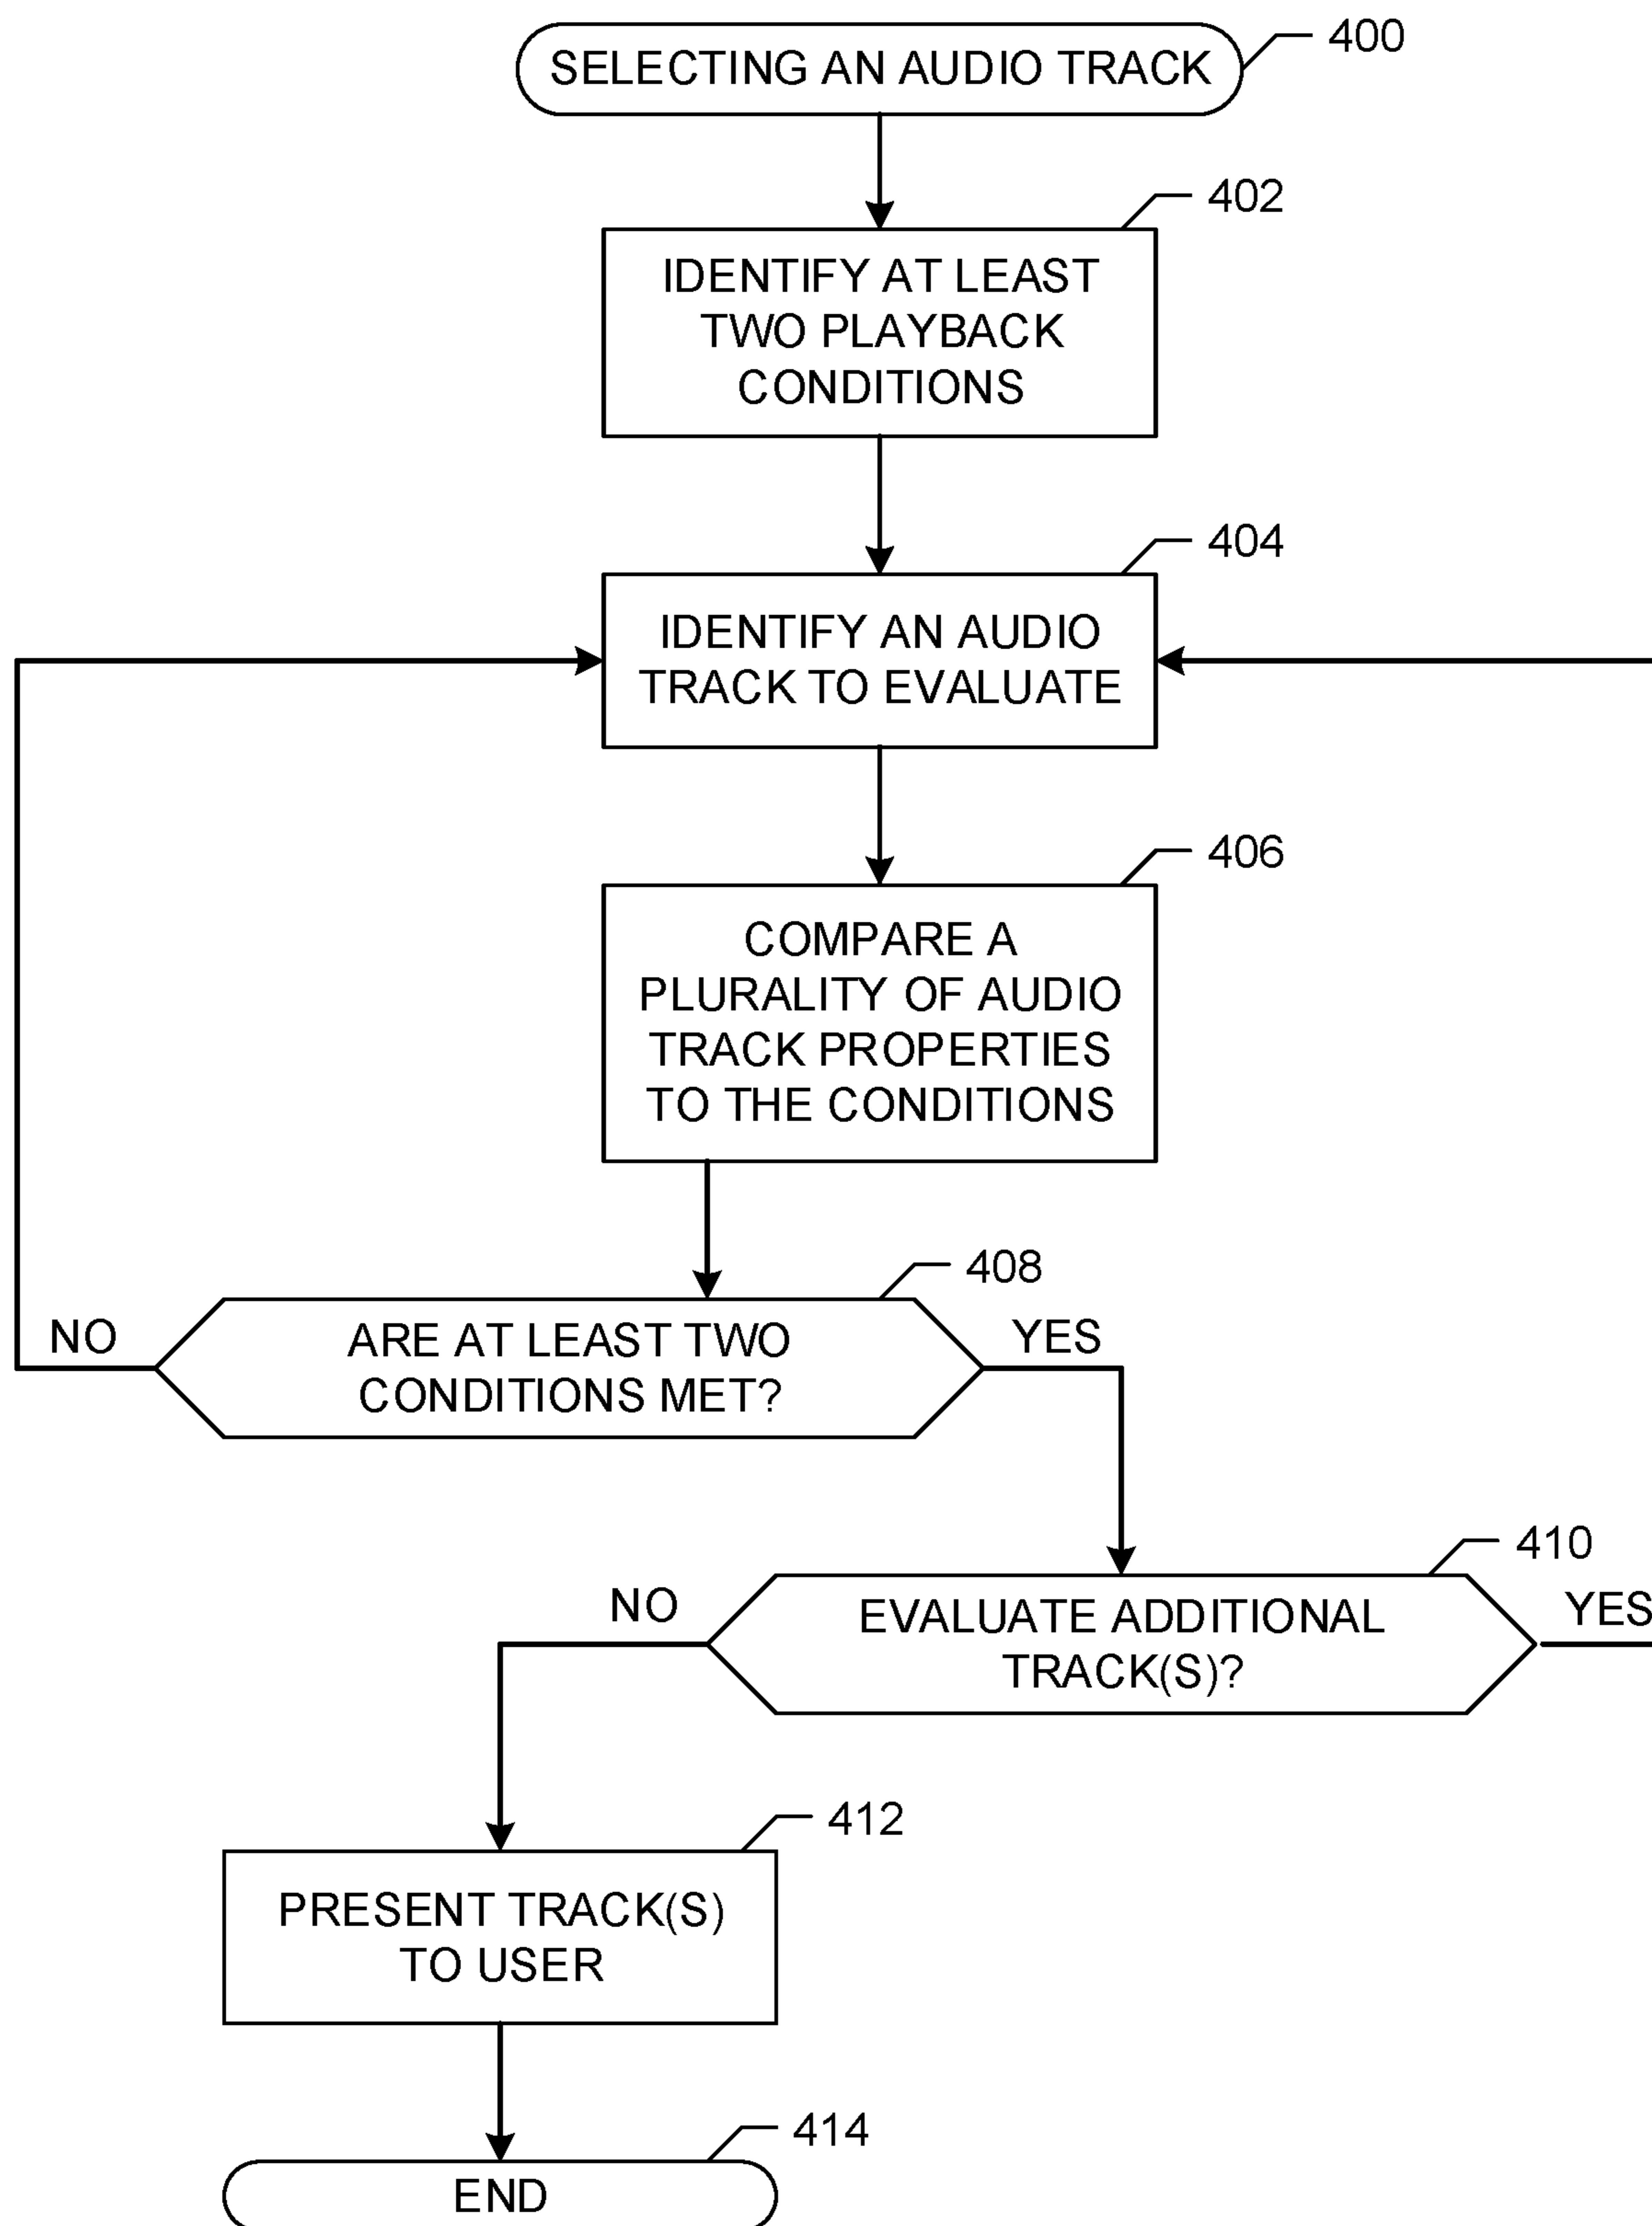 SELECTING AN AUDIO TRACK
400
402
IDENTIFY AT LEAST
TWO PLAYBACK
CONDITIONS
404
IDENTIFY AN AUDIO
TRACK TO EVALUATE
406
COMPARE A
PLURALITY OF AUDIO
TRACK PROPERTIES
TO THE CONDITIONS
408
NO
ARE AT LEAST TWO
CONDITIONS MET?
YES
410
NO
EVALUATE ADDITIONAL
TRACK(S)?
YES
412
PRESENT TRACK(S)
TO USER
414
END